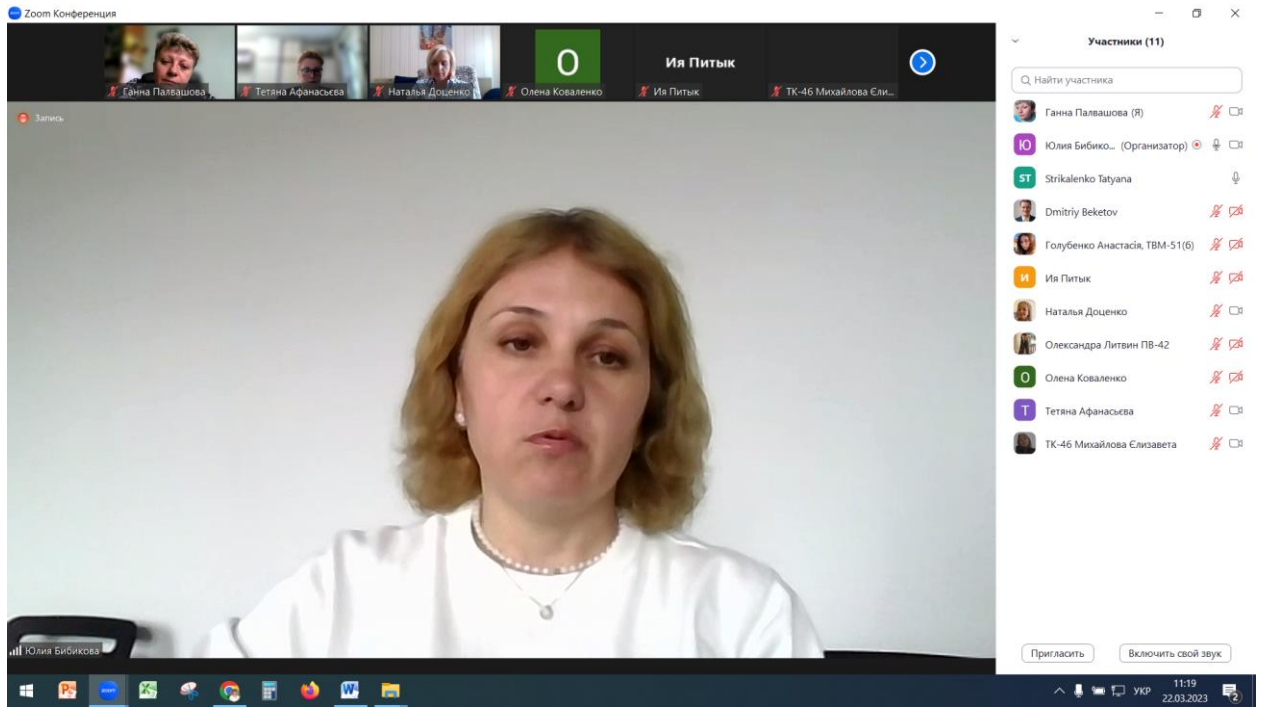 Zoom Конференция
Ганна Палвашова
Тетяна Афанасьєва
Наталья Доценко
О
Олена Коваленко
Ия Питык
Ия Питык
ТК-46 Михайлова Єли...
Запись
Юлия Бибикова
Участники (11)
Найти участника
Ганна Палвашова (Я)
Ю
Юлия Бибико... (Организатор)
ST
Strikalenko Tatyana
Dmitriy Beketov
Голубенко Анастасія, ТВМ-51(б)
И
Ия Питык
Наталья Доценко
Олександра Литвин ПВ-42
О
Олена Коваленко
Т
Тетяна Афанасьєва
ТК-46 Михайлова Єлизавета
Пригласить
Включить свой звук
zoom
УКР
11:19
22.03.2023
2